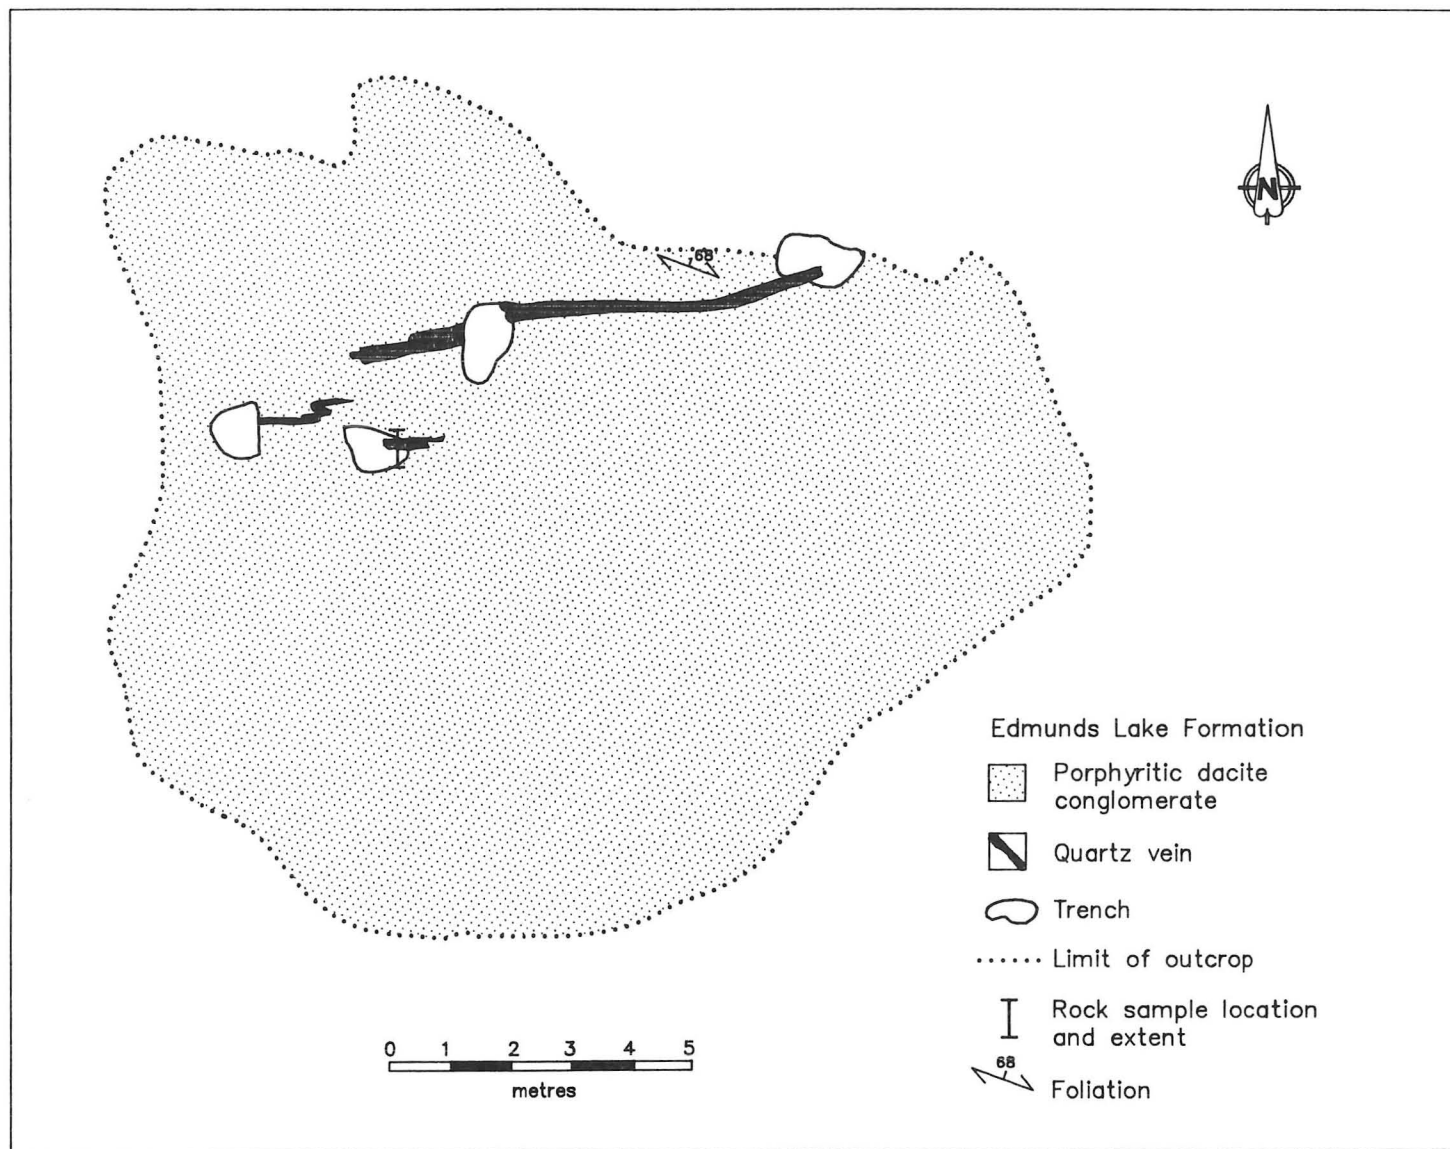 N
68
Edmunds Lake Formation
Porphyritic dacite
conglomerate
Quartz vein
Trench
Limit of outcrop
Rock sample location
and extent
68
Foliation
0 1 2 3 4 5
metres